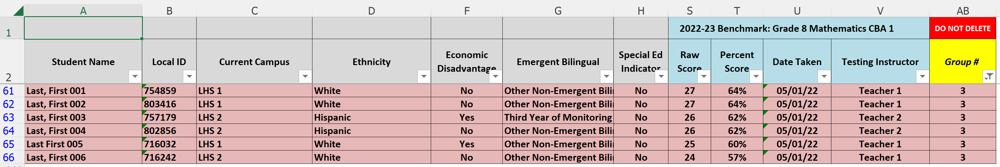 A B C D F G H S T U V AB
1 2022-23 Benchmark: Grade 8 Mathematics CBA 1 DO NOT DELETE
2 Student Name Local ID Current Campus Ethnicity Economic Disadvantage Emergent Bilingual Special Ed Indicator Raw Score Percent Score Date Taken Testing Instructor Group #
61 Last, First 001 754859 LHS 1 White No Other Non-Emergent Bili No 27 64% 05/01/22 Teacher 1 3
62 Last, First 002 803416 LHS 1 White No Other Non-Emergent Bili No 27 64% 05/01/22 Teacher 1 3
63 Last, First 003 757179 LHS 2 Hispanic Yes Third Year of Monitoring No 26 62% 05/01/22 Teacher 2 3
64 Last, First 004 802856 LHS 2 Hispanic No Other Non-Emergent Bili No 26 62% 05/01/22 Teacher 2 3
65 Last First 005 716032 LHS 1 White Yes Other Non-Emergent Bili No 25 60% 05/01/22 Teacher 1 3
66 Last, First 006 716242 LHS 2 White No Other Non-Emergent Bili No 24 57% 05/01/22 Teacher 1 3